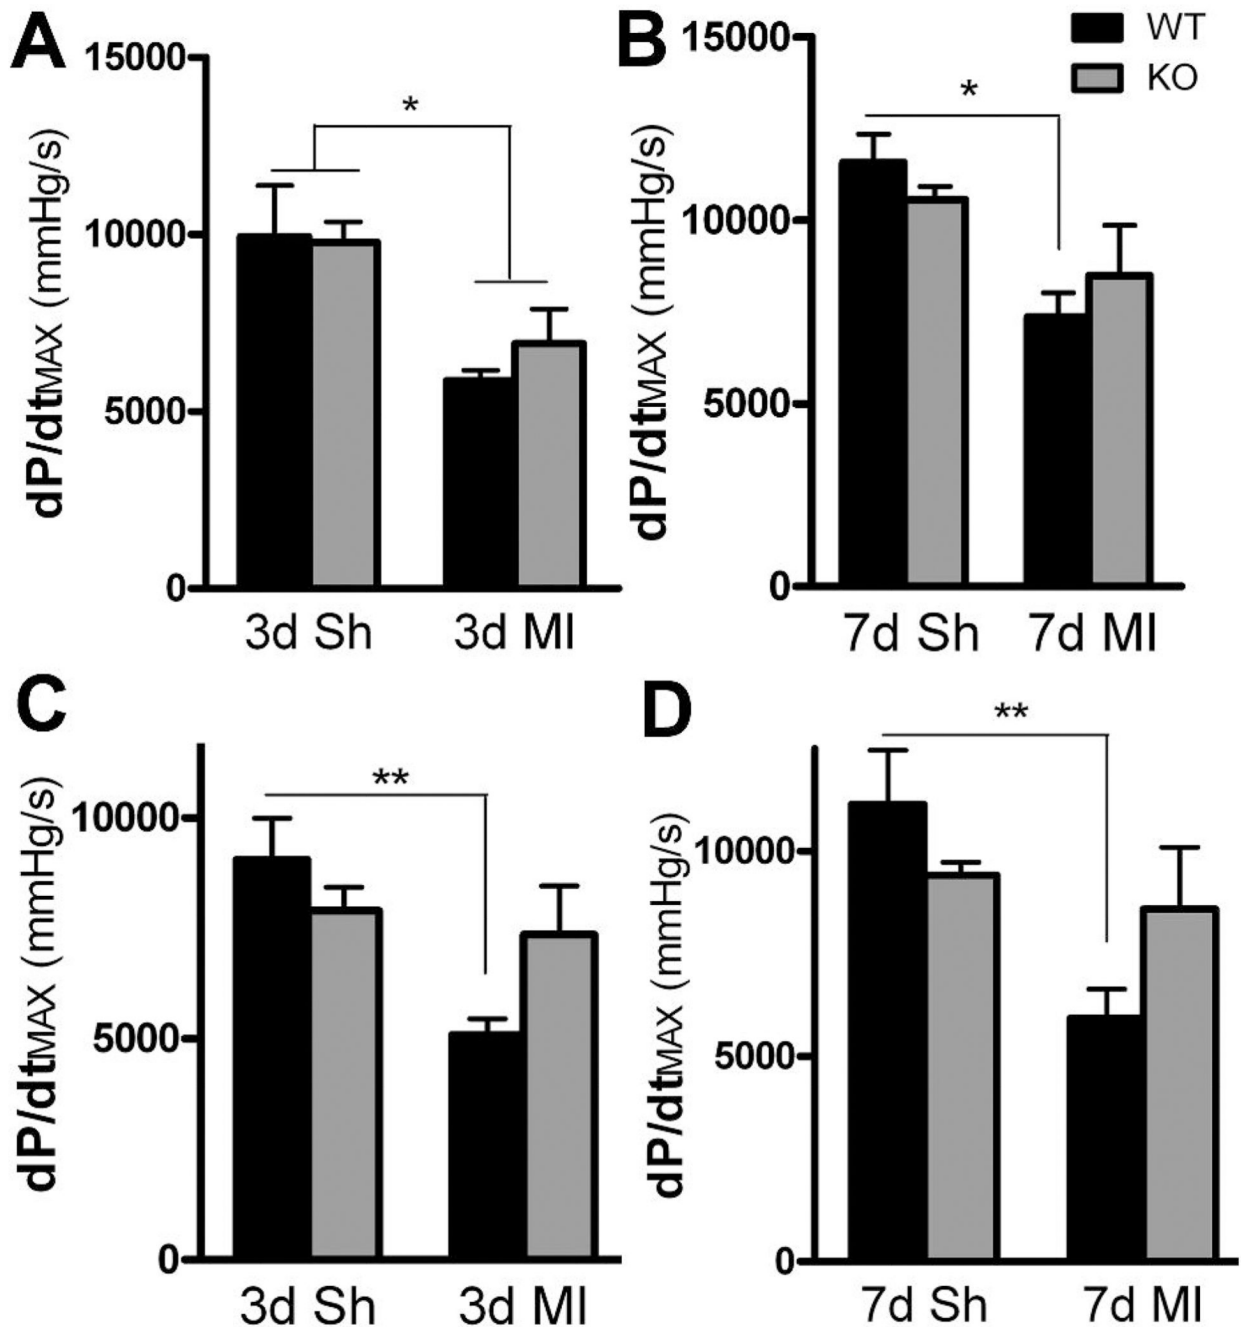 A
15000
10000
5000
0
dP/dtMAX (mmHg/s)
*
3d Sh
3d MI
B
15000
10000
5000
0
dP/dtMAX (mmHg/s)
*
WT
KO
7d Sh
7d MI
C
10000
5000
0
dP/dtMAX (mmHg/s)
**
3d Sh
3d MI
D
10000
5000
0
dP/dtMAX (mmHg/s)
**
7d Sh
7d MI